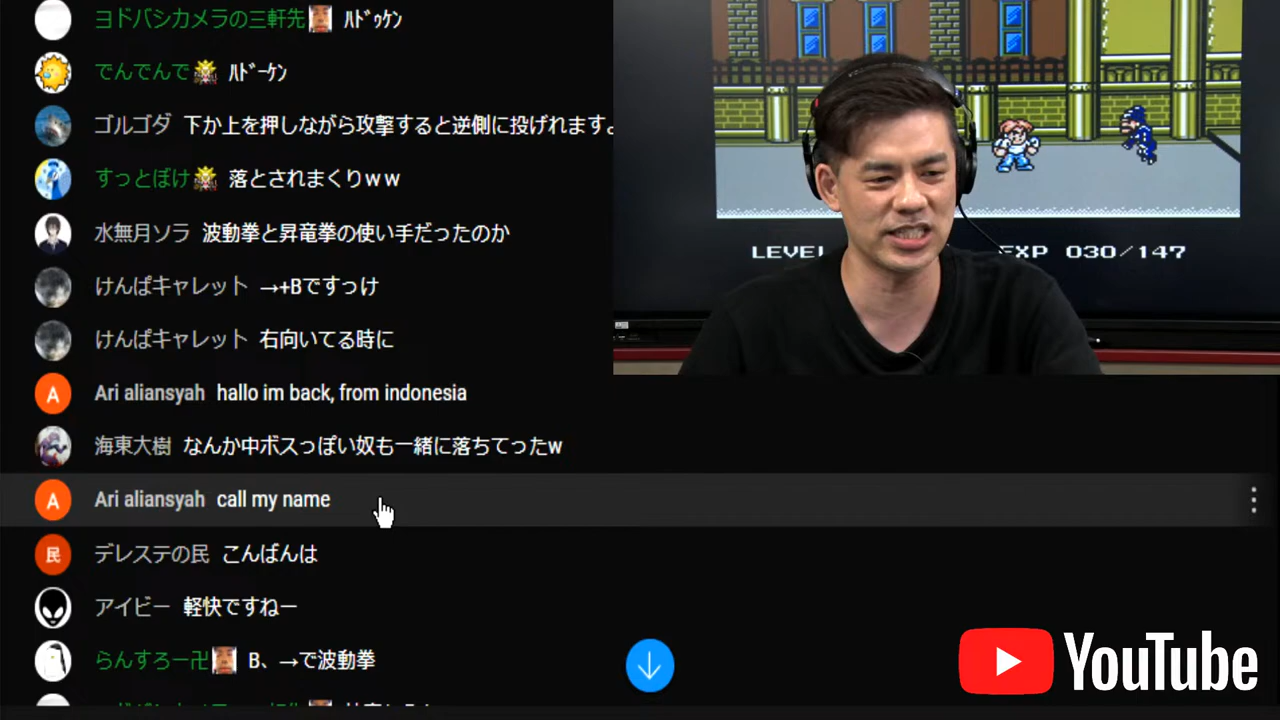 ヨドバシカメラの三軒先 ﾊﾄﾞｩｹﾝ
でんでんで ﾊﾄﾞｰｹﾝ
ゴルゴダ 下か上を押しながら攻撃すると逆側に投げれますよ
すっとぼけ 落とされまくりｗｗ
水無月ソラ 波動拳と昇竜拳の使い手だったのか
けんぱキャレット →+Bですっけ
けんぱキャレット 右向いてる時に
A Ari aliansyah hallo im back, from indonesia
海東大樹 なんか中ボスっぽい奴も一緒に落ちてったw
A Ari aliansyah call my name
民 デレステの民 こんばんは
アイビー 軽快ですねー
らんすろー卍 B、→で波動拳
LEVEL EXP 030/147
YouTube